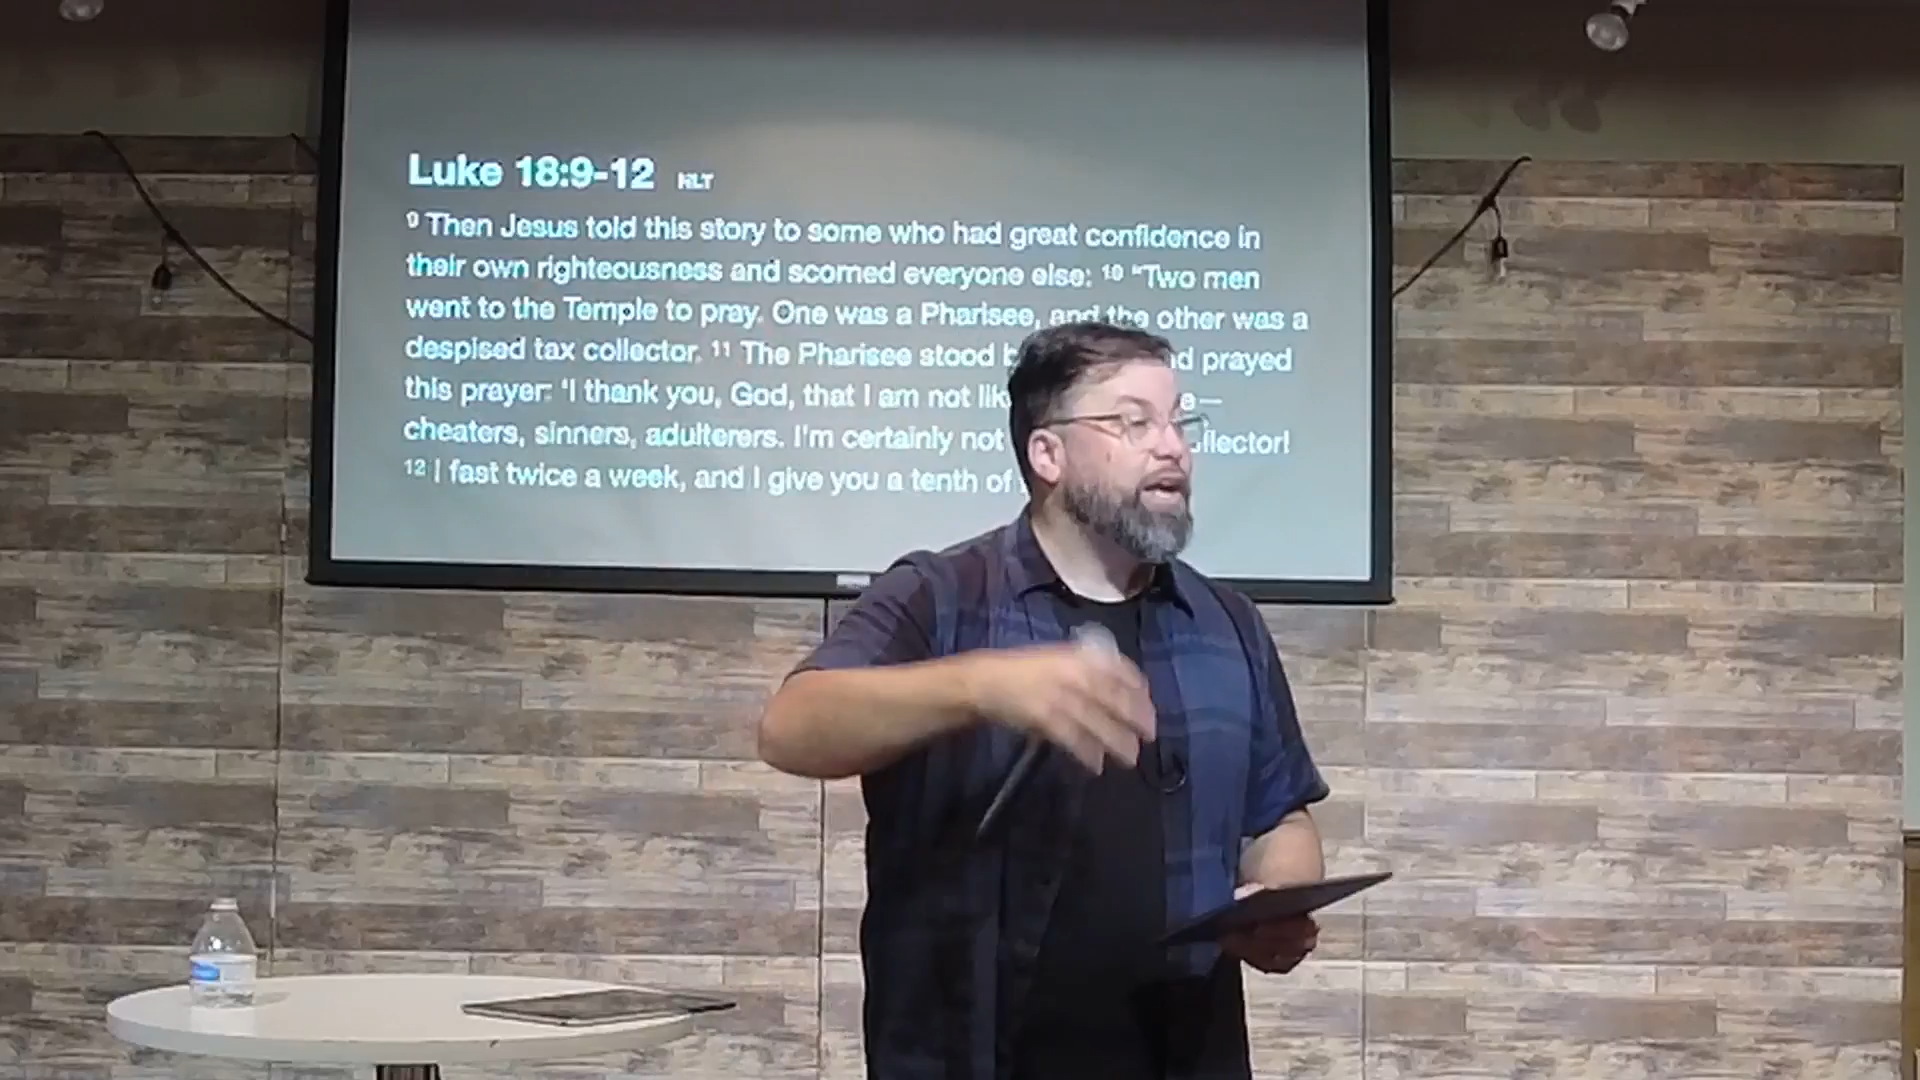 Luke 18:9-12 NLT
9 Then Jesus told this story to some who had great confidence in
their own righteousness and scorned everyone else: 10 "Two men
went to the Temple to pray. One was a Pharisee, and the other was a
despised tax collector. 11 The Pharisee stood prayed
this prayer: 'I thank you, God, that I am not
cheaters, sinners, adulterers. I'm certainly not
12 I fast twice a week, and I give you a tenth of